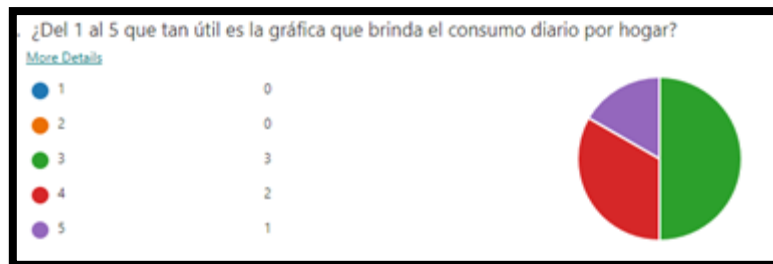 . ¿Del 1 al 5 que tan útil es la gráfica que brinda el consumo diario por hogar?
More Details
1 0
2 0
3 3
4 2
5 1